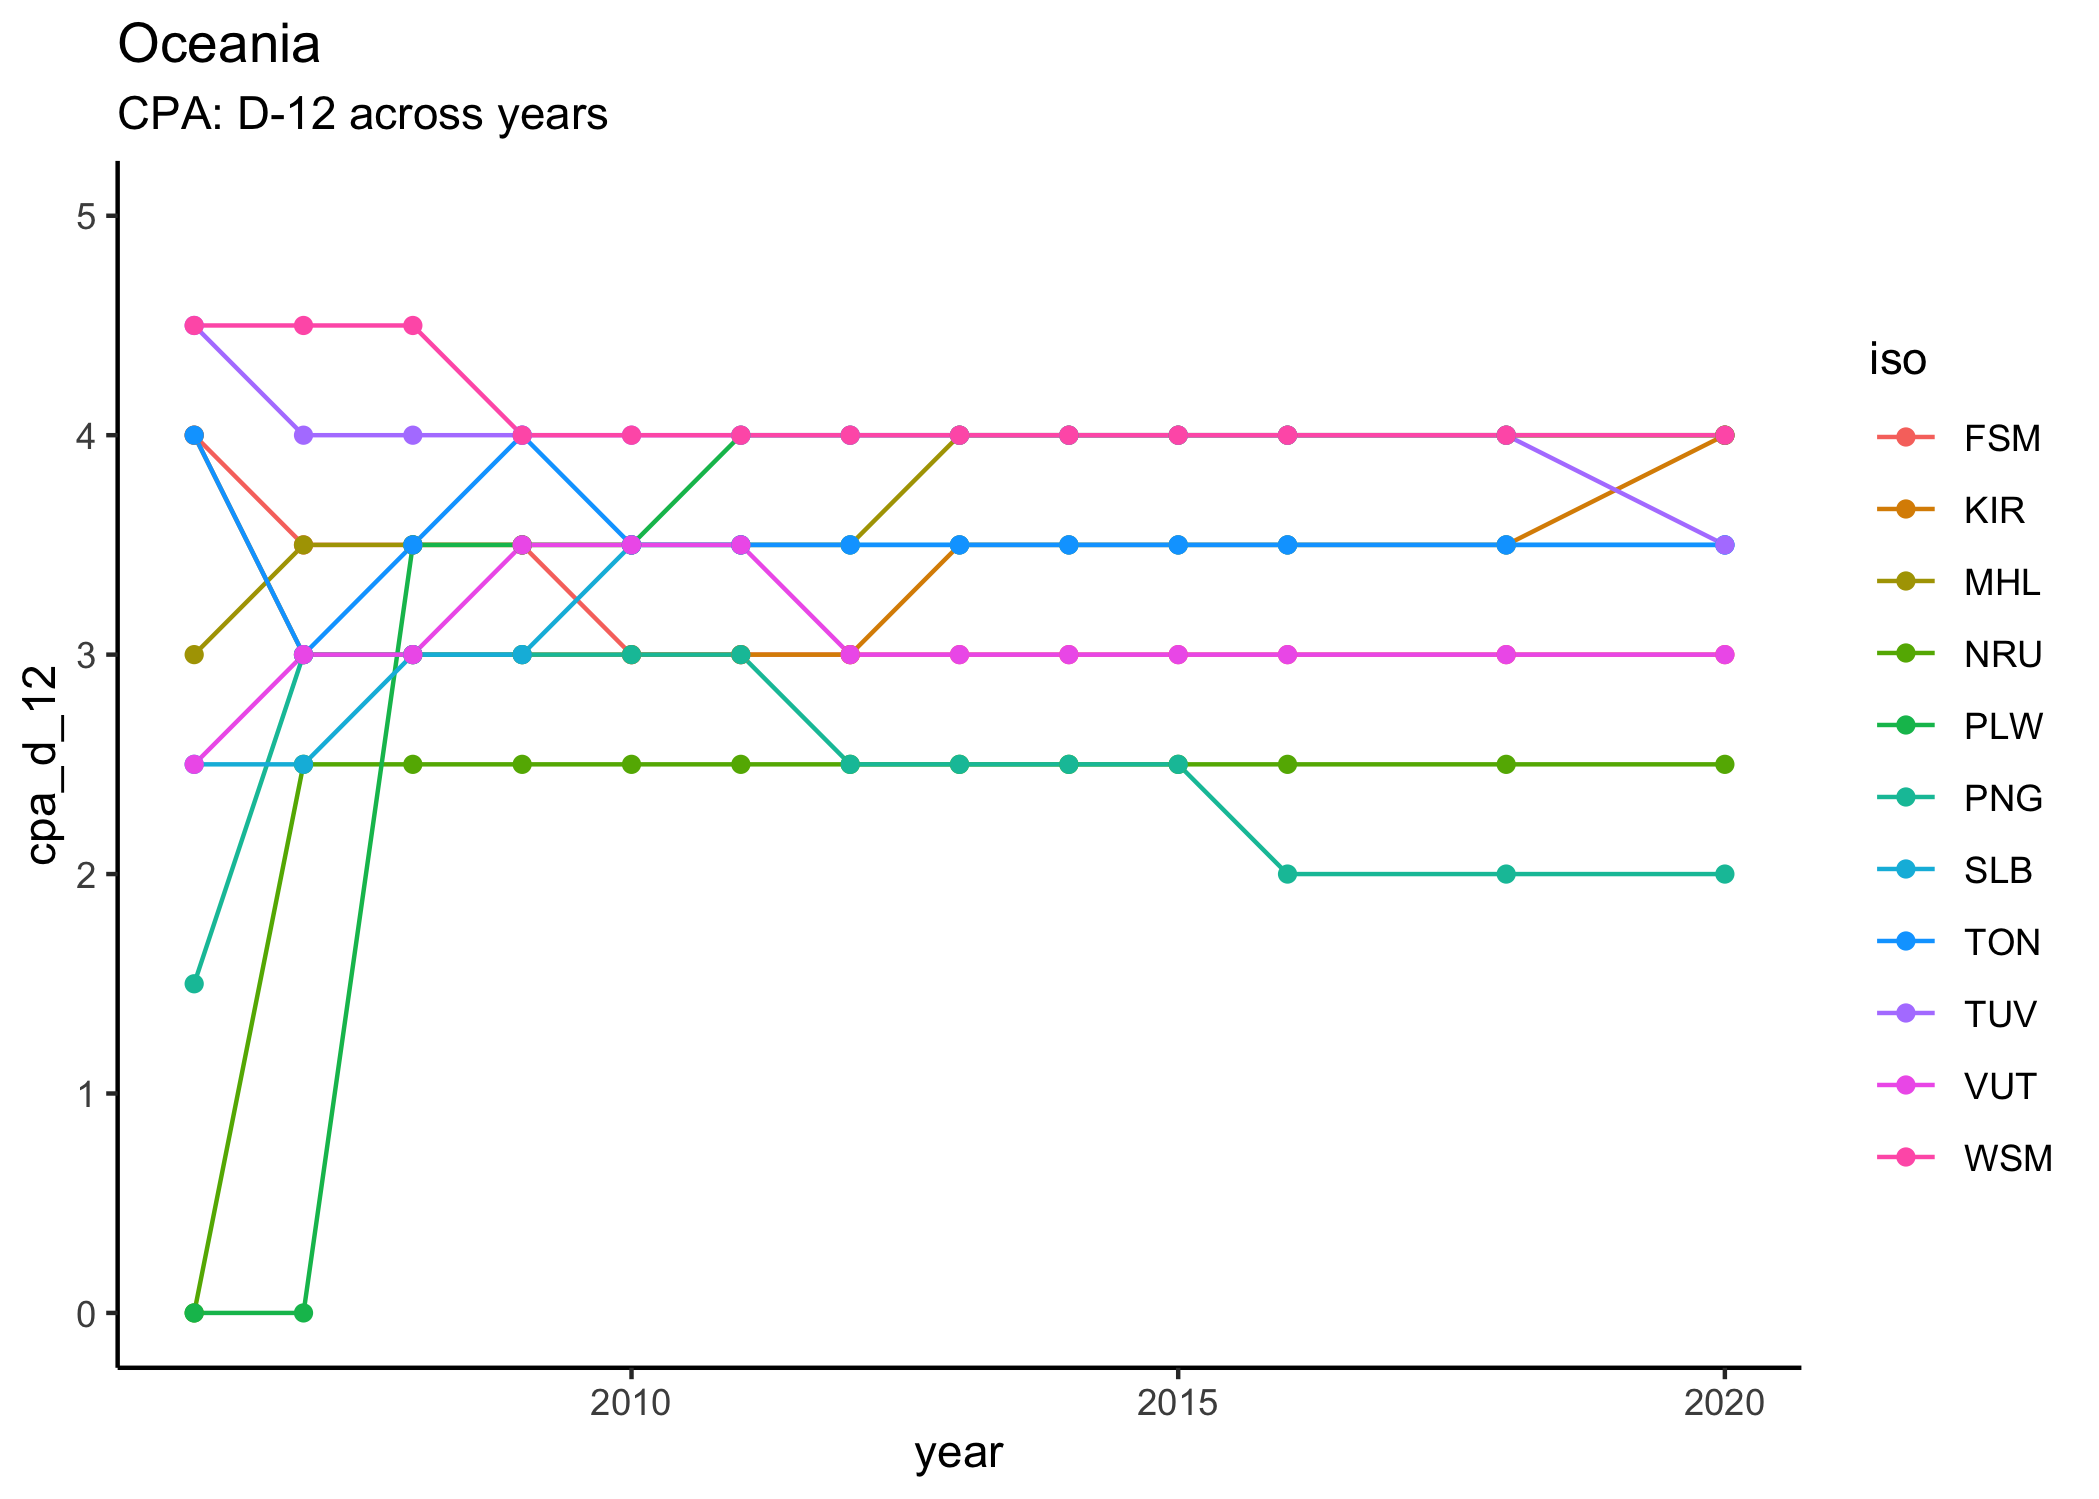 Oceania
CPA: D-12 across years
cpa_d_12
5
4
3
2
1
0
2010
2015
2020
year
iso
FSM
KIR
MHL
NRU
PLW
PNG
SLB
TON
TUV
VUT
WSM